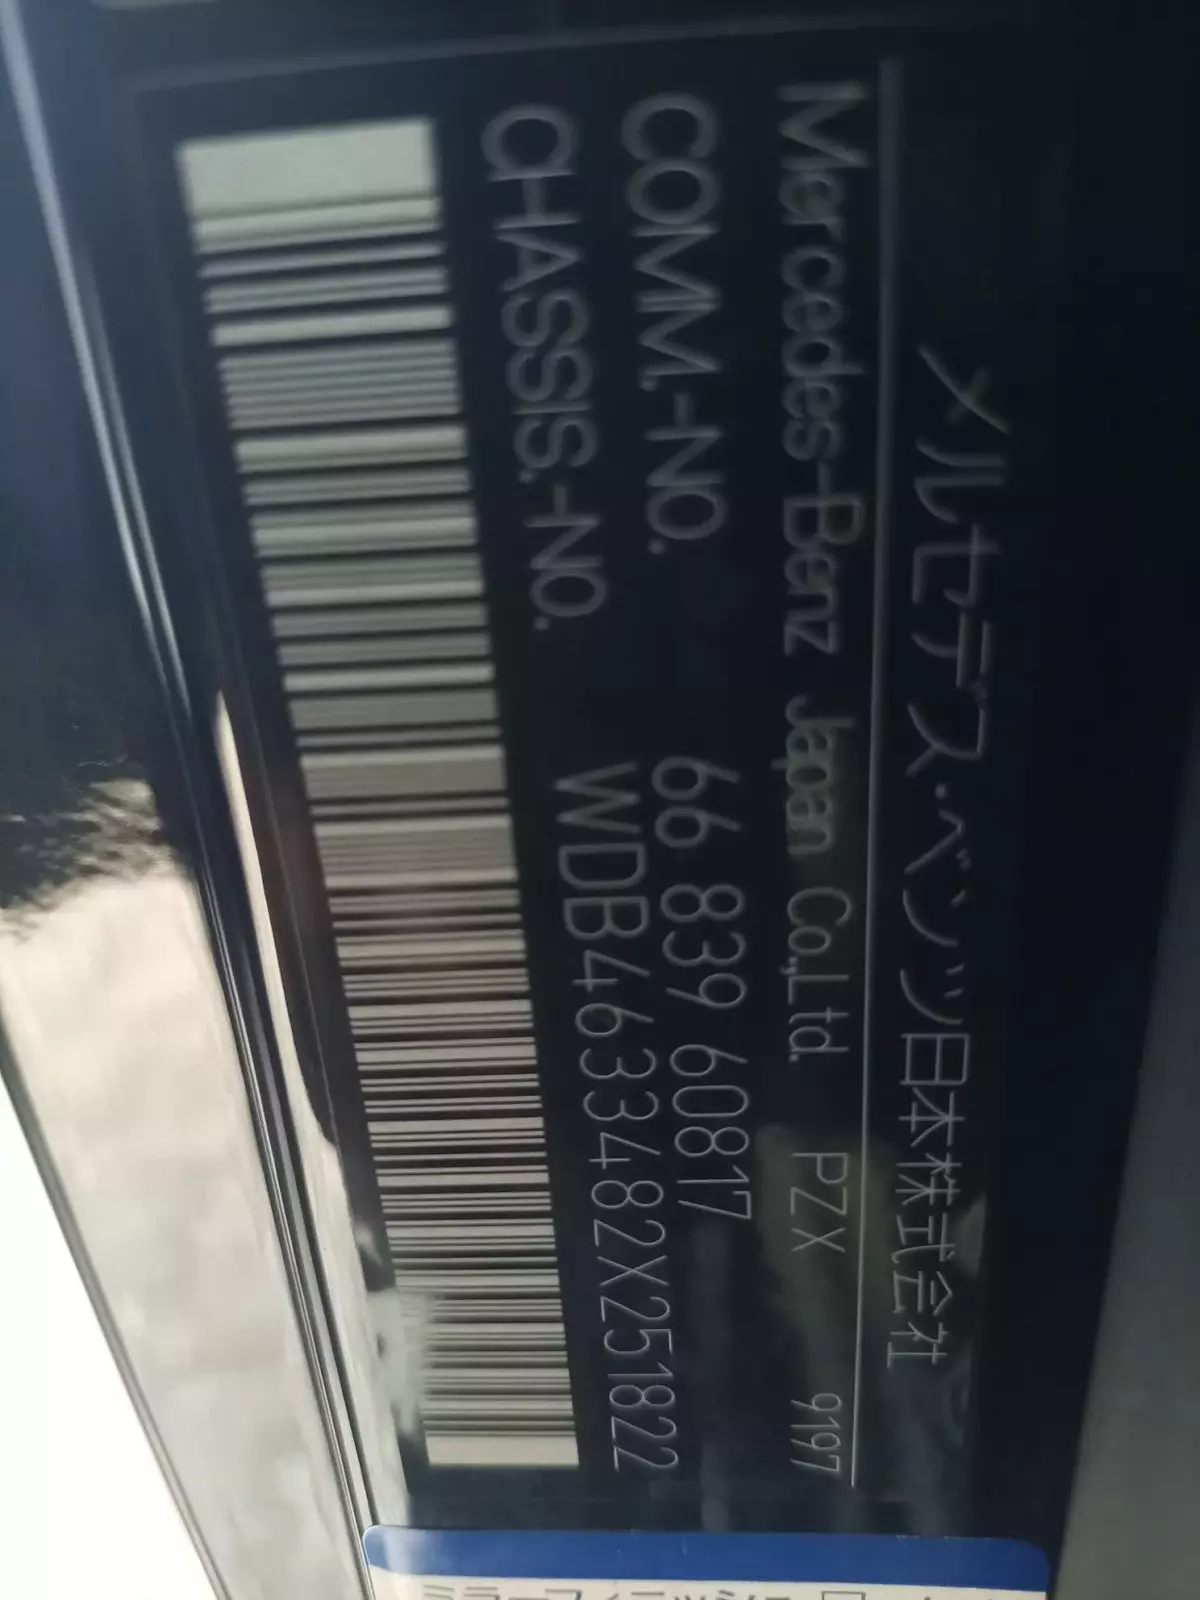 メルセデス・ベンツ日本株式会社
Mercedes-Benz Japan Co.,Ltd. PZX 9197
COMM.-NO. 66 839 60817
CHASSIS.-NO. WDB4633482X251822